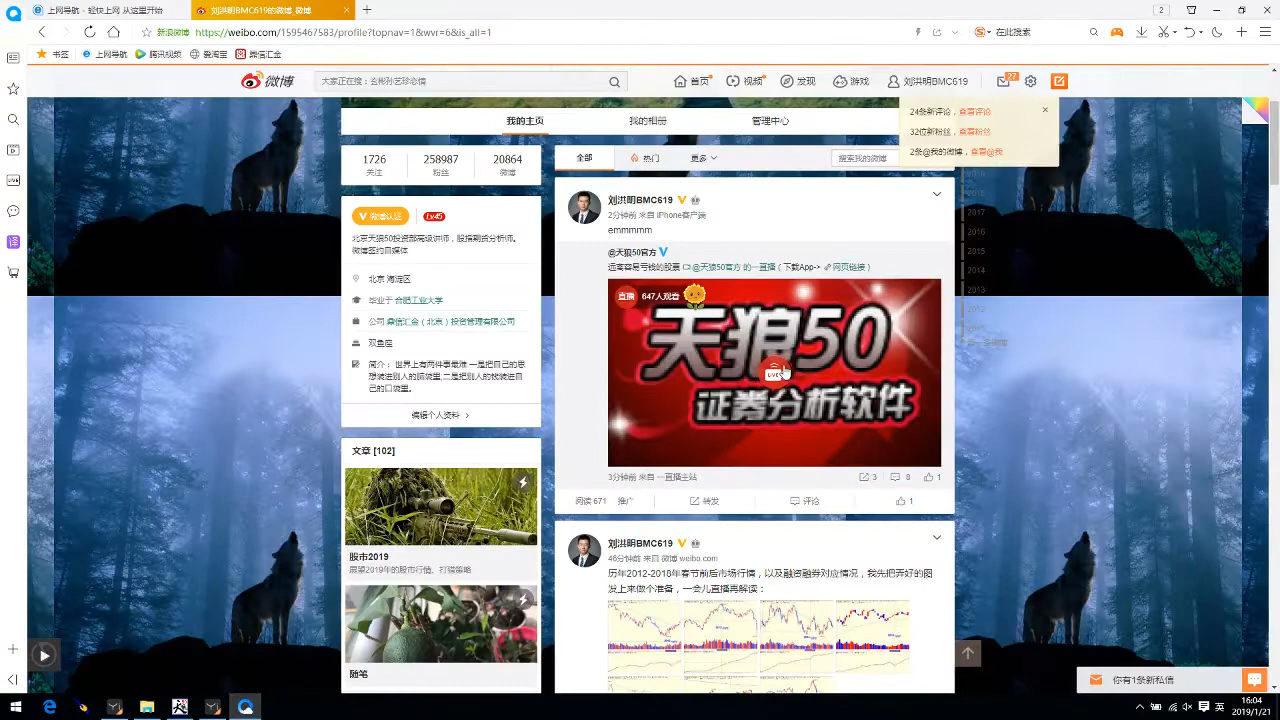 上网导航 - 轻快上网 从这里开始
刘洪明BMC619的微博_微博
2
新浪微博 https://weibo.com/1595467583/profile?topnav=1&wvr=6&is_all=1
在此搜索
书签
上网导航
腾讯视频
爱淘宝
鼎信汇金
微博
首页
视频
发现
游戏
刘洪明BMC619
27
24条新评论，查看评论
32位新粉丝，查看粉丝
2条@我的微博，查看@我
我的主页
我的相册
管理中心
1726
关注
258987
粉丝
20864
微博
全部
热门
更多
搜索我的微博
微博认证
Lv.45
北京天狼50投资部高级讲师，股指期货分析师。
微博签约自媒体
北京 海淀区
毕业于 合肥工业大学
公司 鼎信汇金（北京）投资管理有限公司
双鱼座
简介： 世界上有两件事最难 一是把自己的思
想装进别人的脑袋里,二是把别人的钱装进自
己的口袋里。
编辑个人资料
文章 [102]
股市2019
展望2019年的股市行情、打猎策略
随笔
刘洪明BMC619
2分钟前 来自 iPhone客户端
emmmmm
@天狼50官方
@天狼50官方 的一直播（下载App-> 网页链接）
直播
647人观看
天狼50
证券分析软件
LIVE
3分钟前 来自 一直播主站
3
8
1
阅读 671
推广
转发
评论
1
刘洪明BMC619
46分钟前 来自 微博 weibo.com
历年2012-2018年春节前后市场行情，以及融资融券对应情况，我先把弄好的图
发上来做个准备，一会儿直播再解读：
2017
2016
2015
2014
2013
英
16:04
2019/1/21